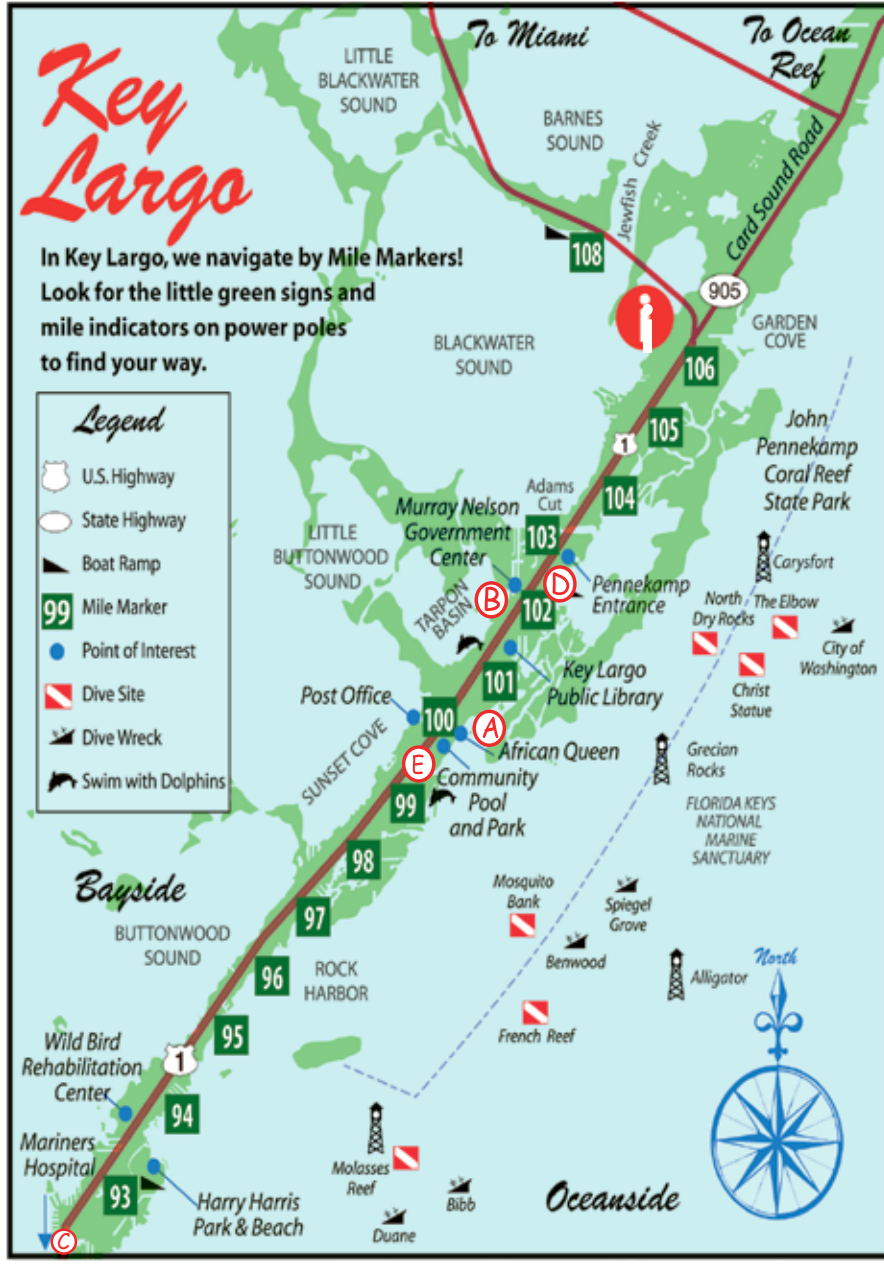 Key
Largo
To Miami
To Ocean
Reef
LITTLE
BLACKWATER
SOUND
BARNES
SOUND
Jewfish Creek
Card Sound Road
In Key Largo, we navigate by Mile Markers!
Look for the little green signs and
mile indicators on power poles
to find your way.
108
905
i
GARDEN
COVE
BLACKWATER
SOUND
106
Legend
U.S. Highway
State Highway
Boat Ramp
99 Mile Marker
Point of Interest
Dive Site
Dive Wreck
Swim with Dolphins
105
1
104
John
Pennekamp
Coral Reef
State Park
Adams
Cut
Murray Nelson
Government
Center
103
LITTLE
BUTTONWOOD
SOUND
TARPON
BASIN
B
D
102
Pennekamp
Entrance
Carysfort
North
Dry Rocks
The Elbow
City of
Washington
Christ
Statue
Key Largo
Public Library
101
Post Office
100
A
African Queen
SUNSET COVE
E
Community
Pool
and Park
99
Grecian
Rocks
FLORIDA KEYS
NATIONAL
MARINE
SANCTUARY
98
Bayside
97
Mosquito
Bank
Spiegel
Grove
Benwood
BUTTONWOOD
SOUND
96
ROCK
HARBOR
Alligator
North
French Reef
95
1
Wild Bird
Rehabilitation
Center
94
Mariners
Hospital
93
Harry Harris
Park & Beach
Molasses
Reef
Bibb
Duane
Oceanside
C